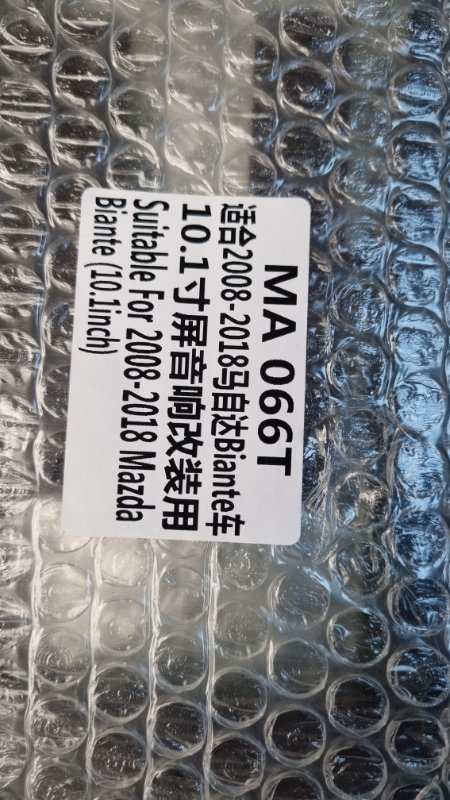 MA 066T
适合2008-2018马自达Biante车
10.1寸屏音响改装用
Suitable For 2008-2018 Mazda
Biante (10.1inch)